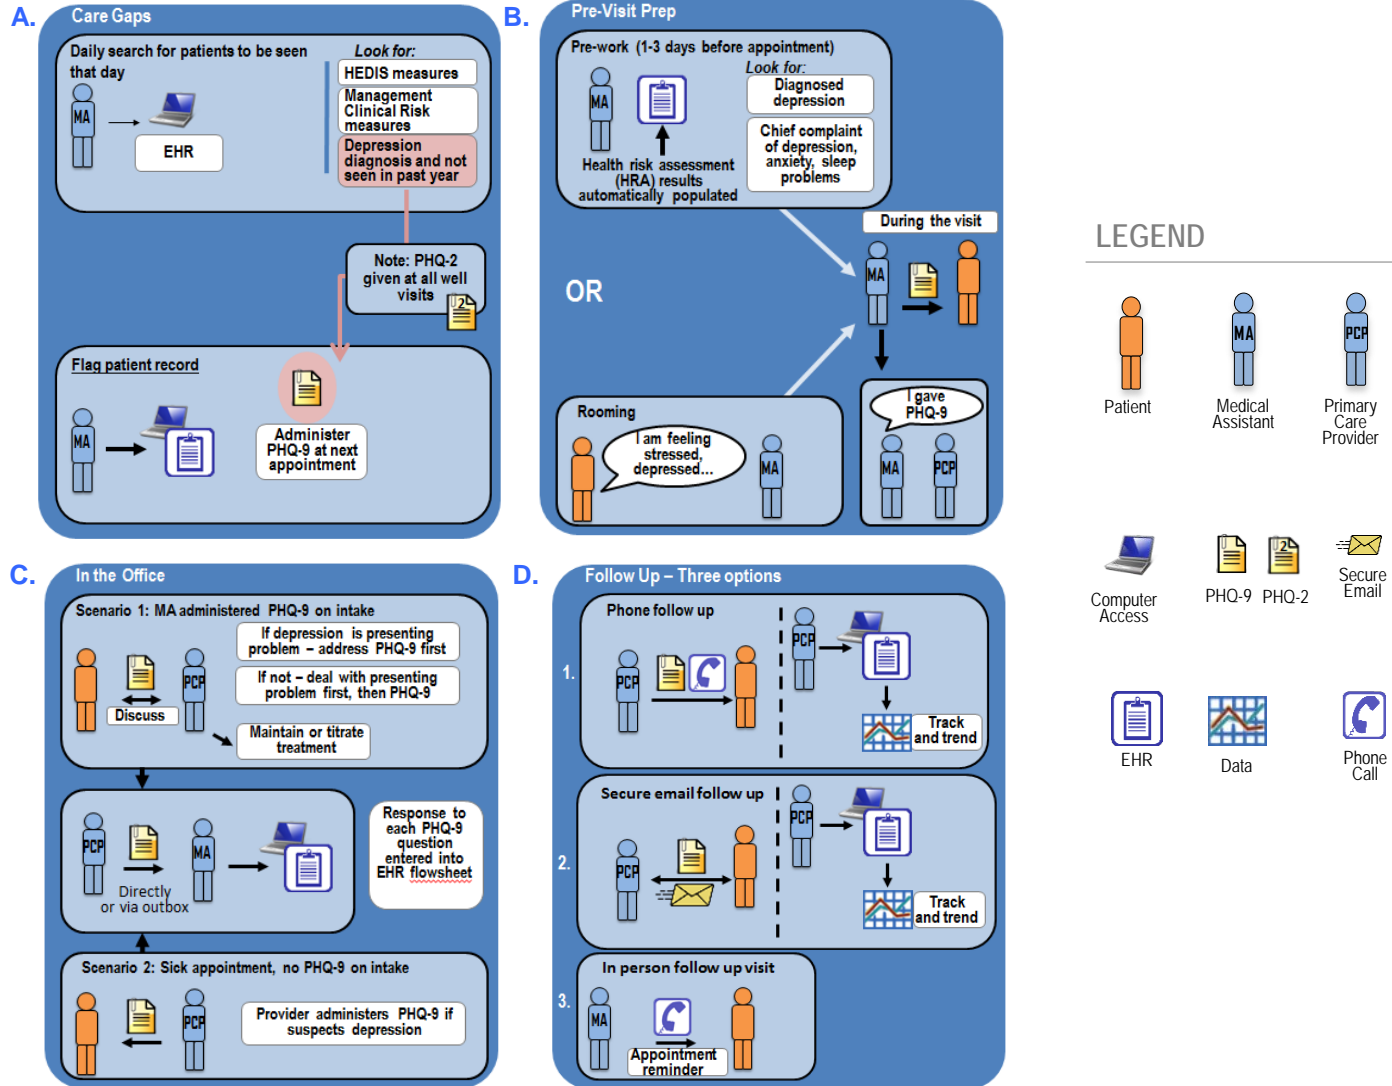 A.
Care Gaps
Daily search for patients to be seen
that day
MA
EHR
Look for:
HEDIS measures
Management
Clinical Risk
measures
Depression
diagnosis and not
seen in past year
Note: PHQ-2
given at all well
visits
2
Flag patient record
MA
Administer
PHQ-9 at next
appointment
B.
Pre-Visit Prep
Pre-work (1-3 days before appointment)
MA
Health risk assessment
(HRA) results
automatically populated
Look for:
Diagnosed
depression
Chief complaint
of depression,
anxiety, sleep
problems
OR
During the visit
MA
Rooming
I am feeling
stressed,
depressed...
MA
I gave
PHQ-9
MA
PCP
C.
In the Office
Scenario 1: MA administered PHQ-9 on intake
If depression is presenting
problem – address PHQ-9 first
If not – deal with presenting
problem first, then PHQ-9
PCP
Discuss
Maintain or titrate
treatment
PCP
MA
Directly
or via outbox
Response to
each PHQ-9
question
entered into
EHR flowsheet
Scenario 2: Sick appointment, no PHQ-9 on intake
PCP
Provider administers PHQ-9 if
suspects depression
D.
Follow Up – Three options
1.
Phone follow up
PCP
PCP
Track
and trend
2.
Secure email follow up
PCP
PCP
Track
and trend
3.
In person follow up visit
MA
Appointment
reminder
LEGEND
MA
PCP
Patient
Medical
Assistant
Primary
Care
Provider
2
Computer
Access
PHQ-9
PHQ-2
Secure
Email
EHR
Data
Phone
Call